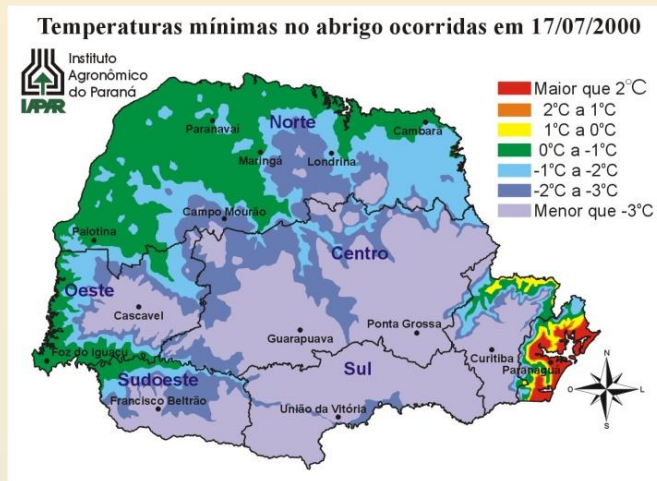 Temperaturas mínimas no abrigo ocorridas em 17/07/2000
Instituto
Agronômico
do Paraná
IAPAR
Maior que 2°C
2°C a 1°C
1°C a 0°C
0°C a -1°C
-1°C a -2°C
-2°C a -3°C
Menor que -3°C
Norte
Paranavaí
Cambará
Maringá
Londrina
Campo Mourão
Palotina
Centro
Oeste
Cascavel
Guarapuava
Ponta Grossa
Foz do Iguaçu
Curitiba
Paranaguá
Sudoeste
Sul
Francisco Beltrão
União da Vitória
N
O
L
S